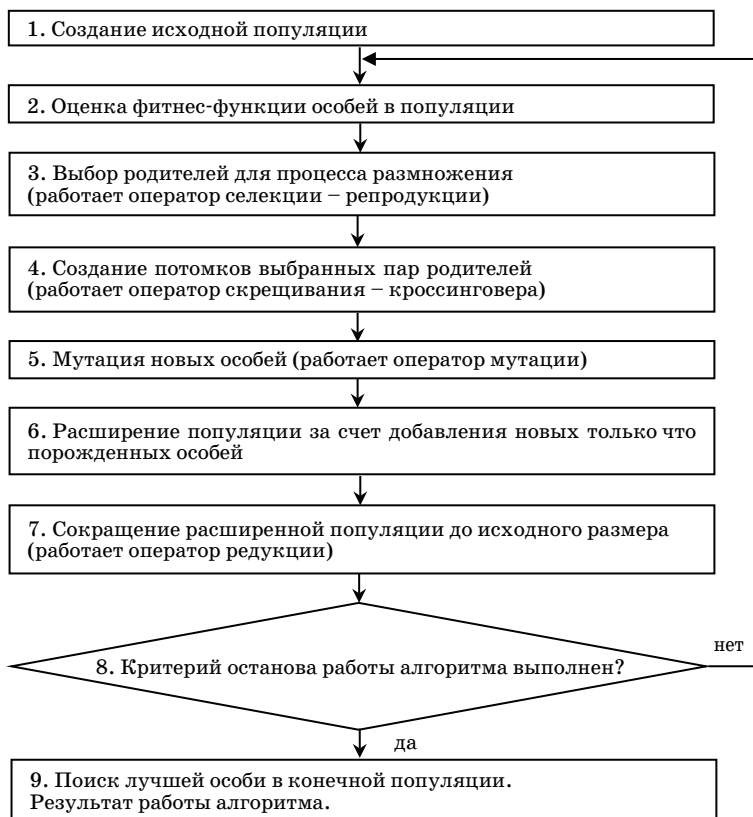 1. Создание исходной популяции
2. Оценка фитнес-функции особей в популяции
3. Выбор родителей для процесса размножения
(работает оператор селекции – репродукции)
4. Создание потомков выбранных пар родителей
(работает оператор скрещивания – кроссинговера)
5. Мутация новых особей (работает оператор мутации)
6. Расширение популяции за счет добавления новых только что
порожденных особей
7. Сокращение расширенной популяции до исходного размера
(работает оператор редукции)
8. Критерий останова работы алгоритма выполнен?
нет
да
9. Поиск лучшей особи в конечной популяции.
Результат работы алгоритма.